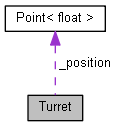 Point< float >
_position
Turret